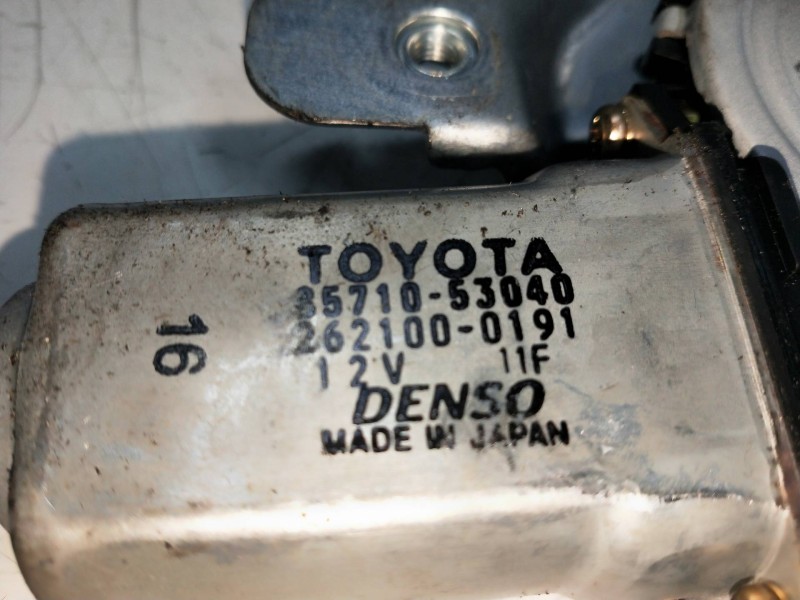 TOYOTA
85710-53040
262100-0191
12V 11F
DENSO
MADE IN JAPAN
16